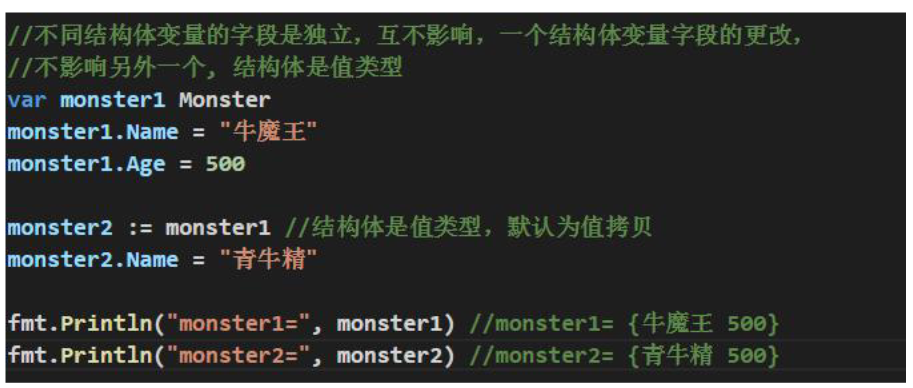 //不同结构体变量的字段是独立，互不影响，一个结构体变量字段的更改，
//不影响另外一个, 结构体是值类型
var monster1 Monster
monster1.Name = "牛魔王"
monster1.Age = 500
monster2 := monster1 //结构体是值类型，默认为值拷贝
monster2.Name = "青牛精"
fmt.Println("monster1=", monster1) //monster1= {牛魔王 500}
fmt.Println("monster2=", monster2) //monster2= {青牛精 500}